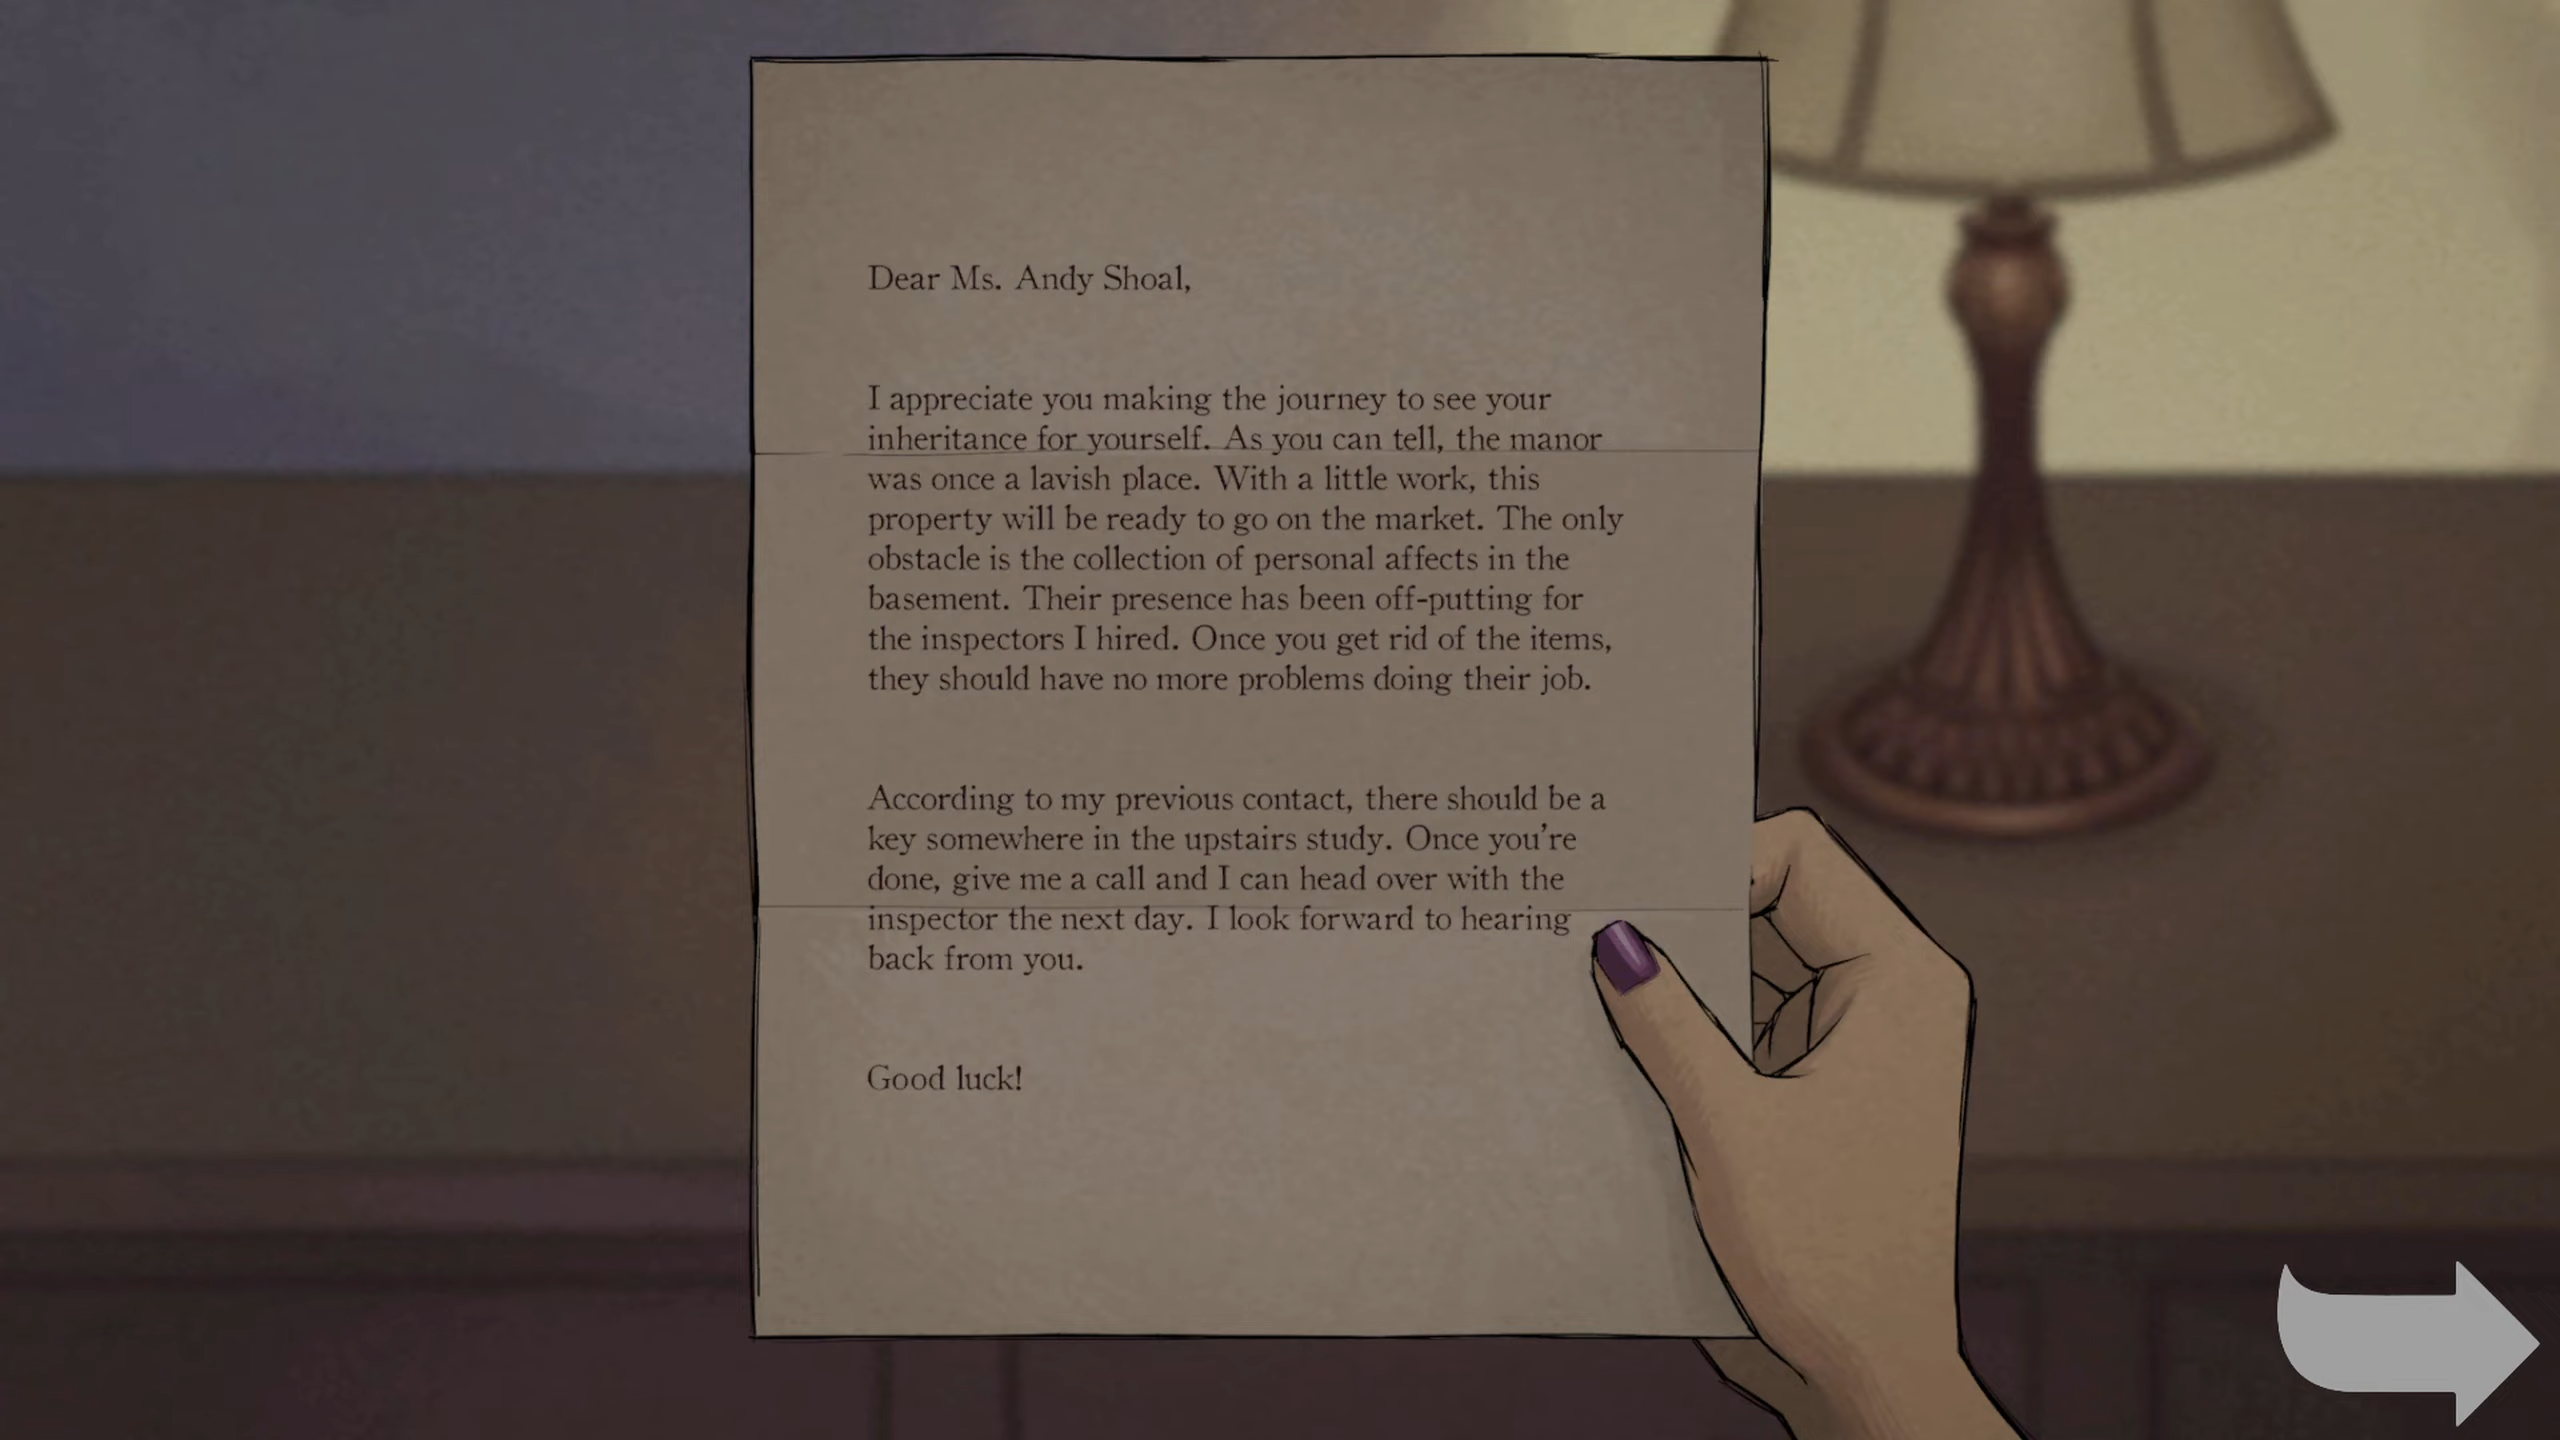 Dear Ms. Andy Shoal,
I appreciate you making the journey to see your
inheritance for yourself. As you can tell, the manor
was once a lavish place. With a little work, this
property will be ready to go on the market. The only
obstacle is the collection of personal affects in the
basement. Their presence has been off-putting for
the inspectors I hired. Once you get rid of the items,
they should have no more problems doing their job.
According to my previous contact, there should be a
key somewhere in the upstairs study. Once you're
done, give me a call and I can head over with the
inspector the next day. I look forward to hearing
back from you.
Good luck!